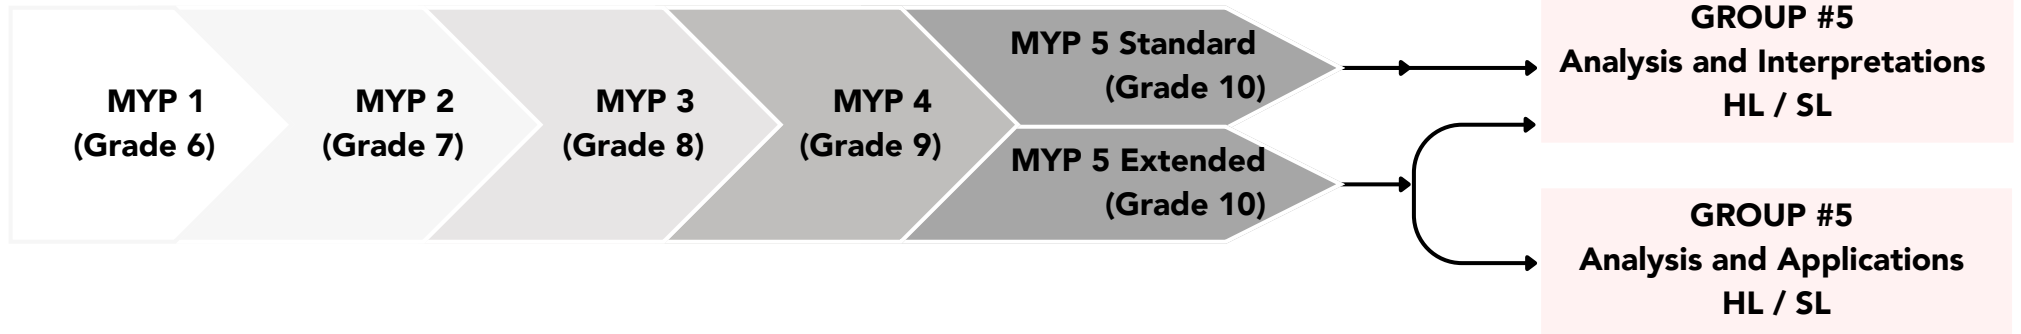 MYP 1
(Grade 6)
MYP 2
(Grade 7)
MYP 3
(Grade 8)
MYP 4
(Grade 9)
MYP 5 Standard
(Grade 10)
MYP 5 Extended
(Grade 10)
GROUP #5
Analysis and Interpretations
HL / SL
GROUP #5
Analysis and Applications
HL / SL